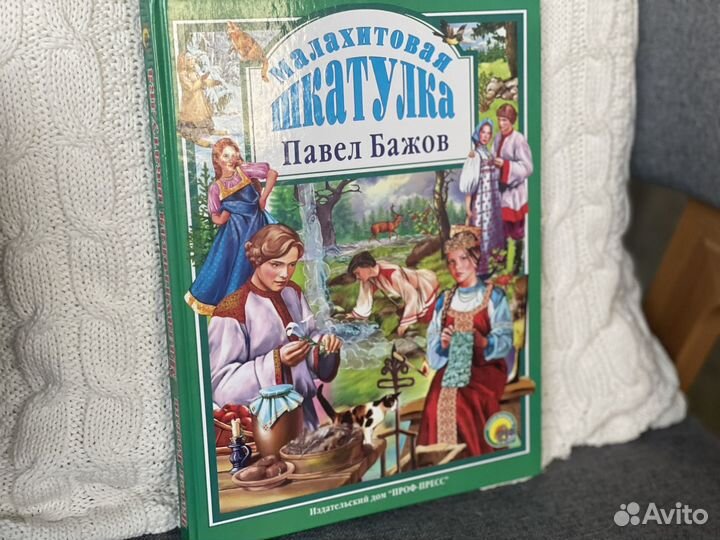 Малахитовая
ШКАТУЛКА
Павел Бажов
Издательский дом "ПРОФ-ПРЕСС"
Avito